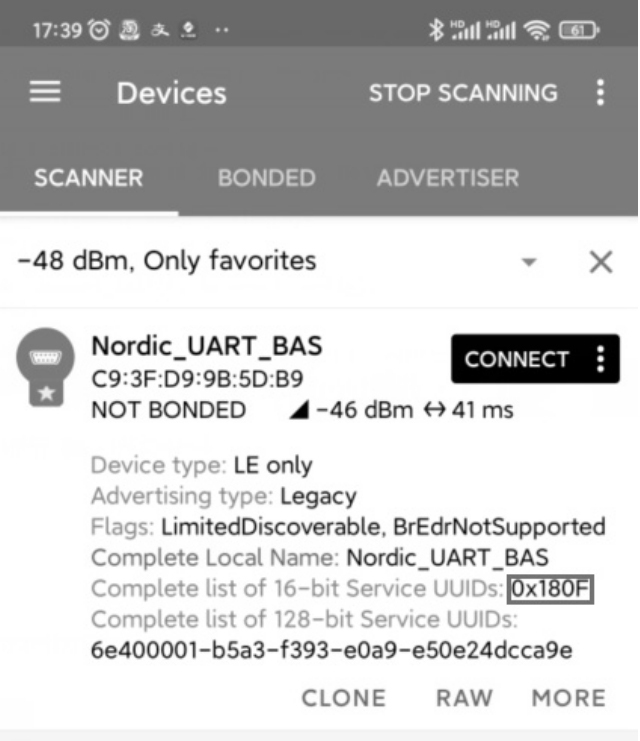 17:39
HD HD 61
Devices STOP SCANNING
SCANNER BONDED ADVERTISER
-48 dBm, Only favorites
Nordic_UART_BAS CONNECT
C9:3F:D9:9B:5D:B9
NOT BONDED -46 dBm ↔ 41 ms
Device type: LE only
Advertising type: Legacy
Flags: LimitedDiscoverable, BrEdrNotSupported
Complete Local Name: Nordic_UART_BAS
Complete list of 16-bit Service UUIDs: 0x180F
Complete list of 128-bit Service UUIDs:
6e400001-b5a3-f393-e0a9-e50e24dcca9e
CLONE RAW MORE